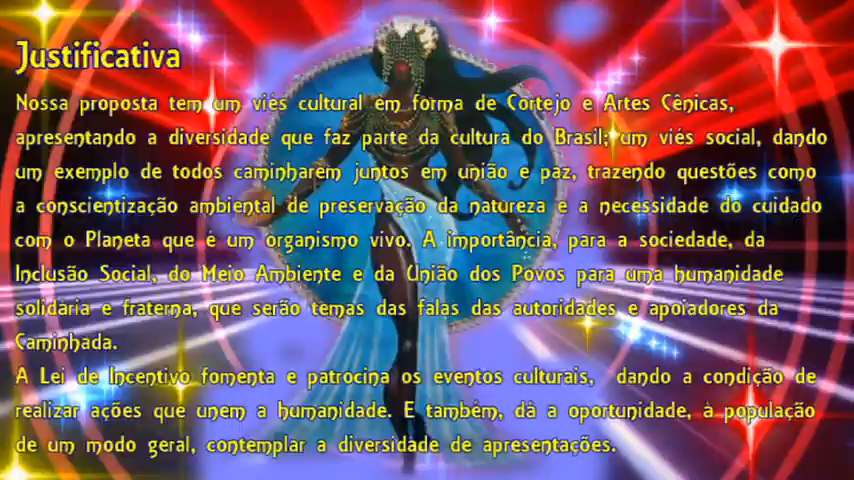 Justificativa
Nossa proposta tem um viés cultural em forma de Cortejo e Artes Cênicas,
apresentando a diversidade que faz parte da cultura do Brasil; um viés social, dando
um exemplo de todos caminharem juntos em união e paz, trazendo questões como
a conscientização ambiental de preservação da natureza e a necessidade do cuidado
com o Planeta que é um organismo vivo. A importância, para a sociedade, da
Inclusão Social, do Meio Ambiente e da União dos Povos para uma humanidade
solidária e fraterna, que serão temas das falas das autoridades e apoiadores da
Caminhada.
A Lei de Incentivo fomenta e patrocina os eventos culturais, dando a condição de
realizar ações que unem a humanidade. E também, dá a oportunidade, à população
de um modo geral, contemplar a diversidade de apresentações.